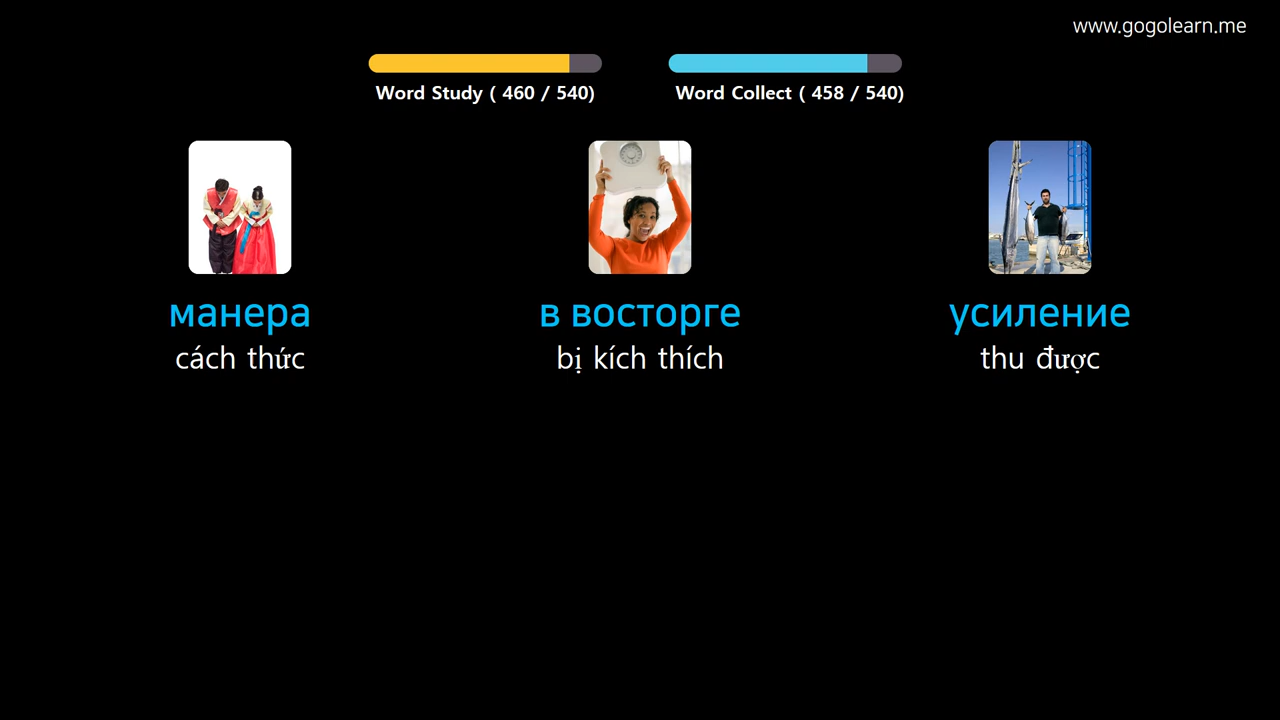 www.gogolearn.me
Word Study ( 460 / 540)
Word Collect ( 458 / 540)
манера
в восторге
усиление
cách thức
bị kích thích
thu được